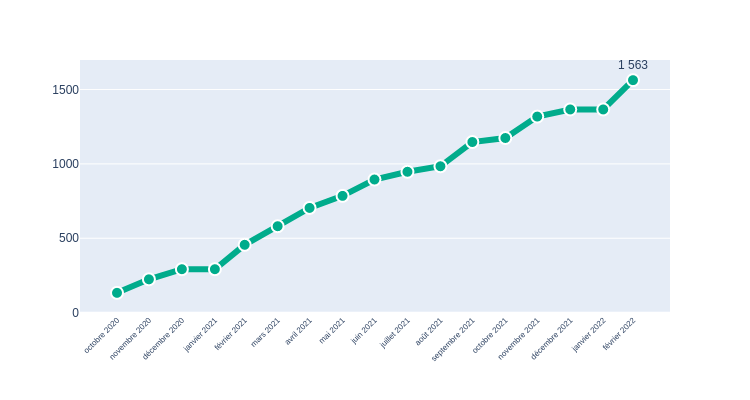 1 563
1500
1000
500
0
octobre 2020
novembre 2020
décembre 2020
janvier 2021
février 2021
mars 2021
avril 2021
mai 2021
juin 2021
juillet 2021
août 2021
septembre 2021
octobre 2021
novembre 2021
décembre 2021
janvier 2022
février 2022